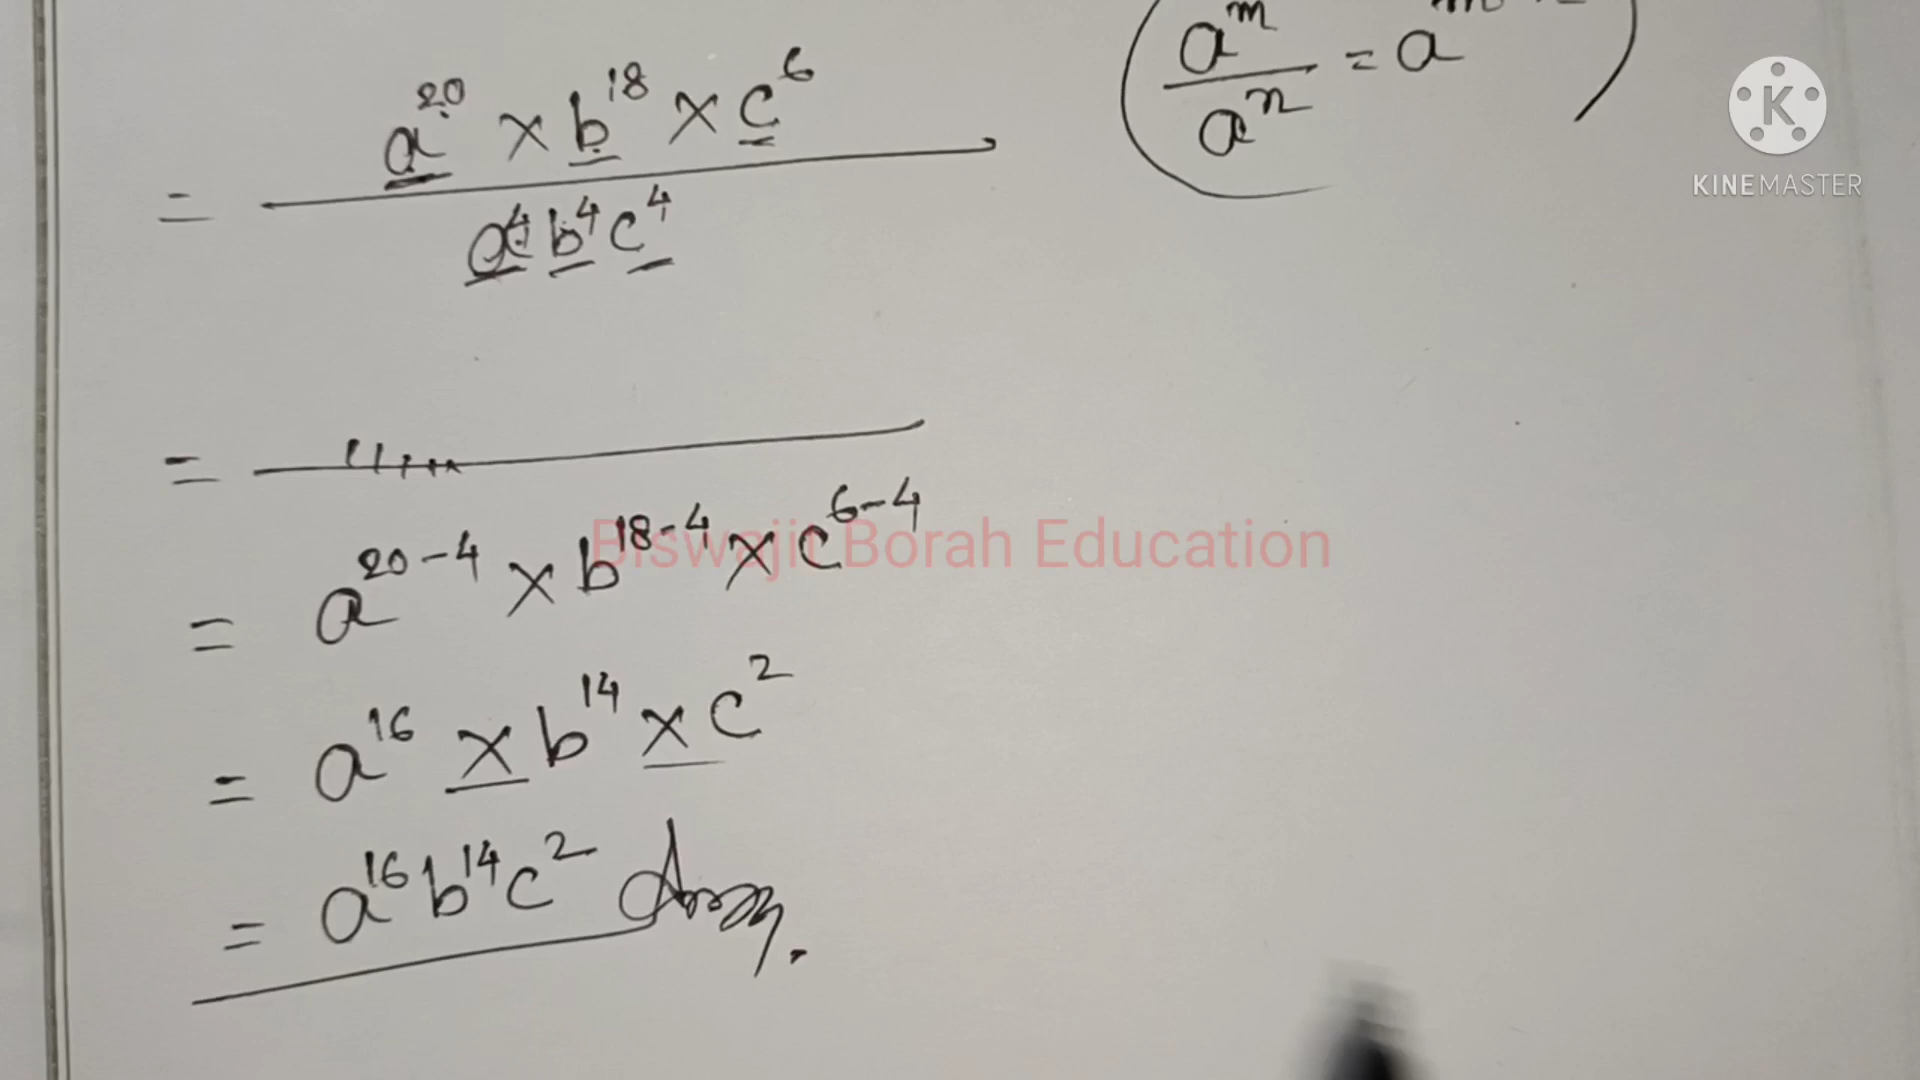 a^m
a^20 × b^18 × c^6
= a
a^n
K
KINEMASTER
=
a^4 b^4 c^4
=
= a^20-4 × b^18-4 × c^6-4
Biswajit Borah Education
= a^16 × b^14 × c^2
= a^16 b^14 c^2 Ans.